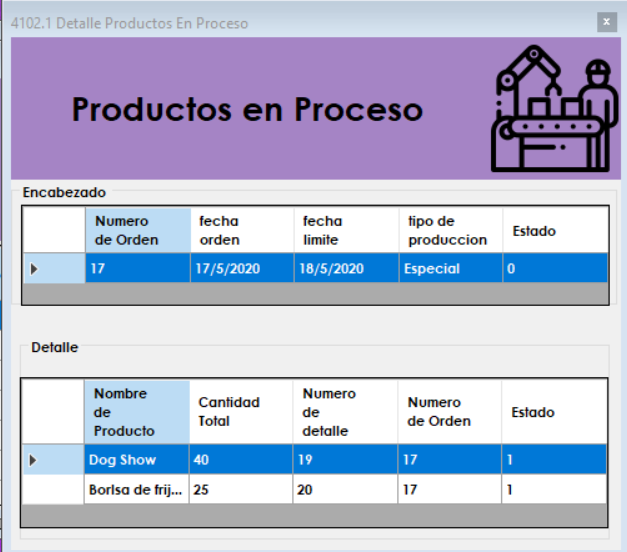 4102.1 Detalle Productos En Proceso
x
Productos en Proceso
Encabezado
Numero de Orden fecha orden fecha limite tipo de produccion Estado
17 17/5/2020 18/5/2020 Especial 0
Detalle
Nombre de Producto Cantidad Total Numero de detalle Numero de Orden Estado
Dog Show 40 19 17 1
Borlsa de frij... 25 20 17 1